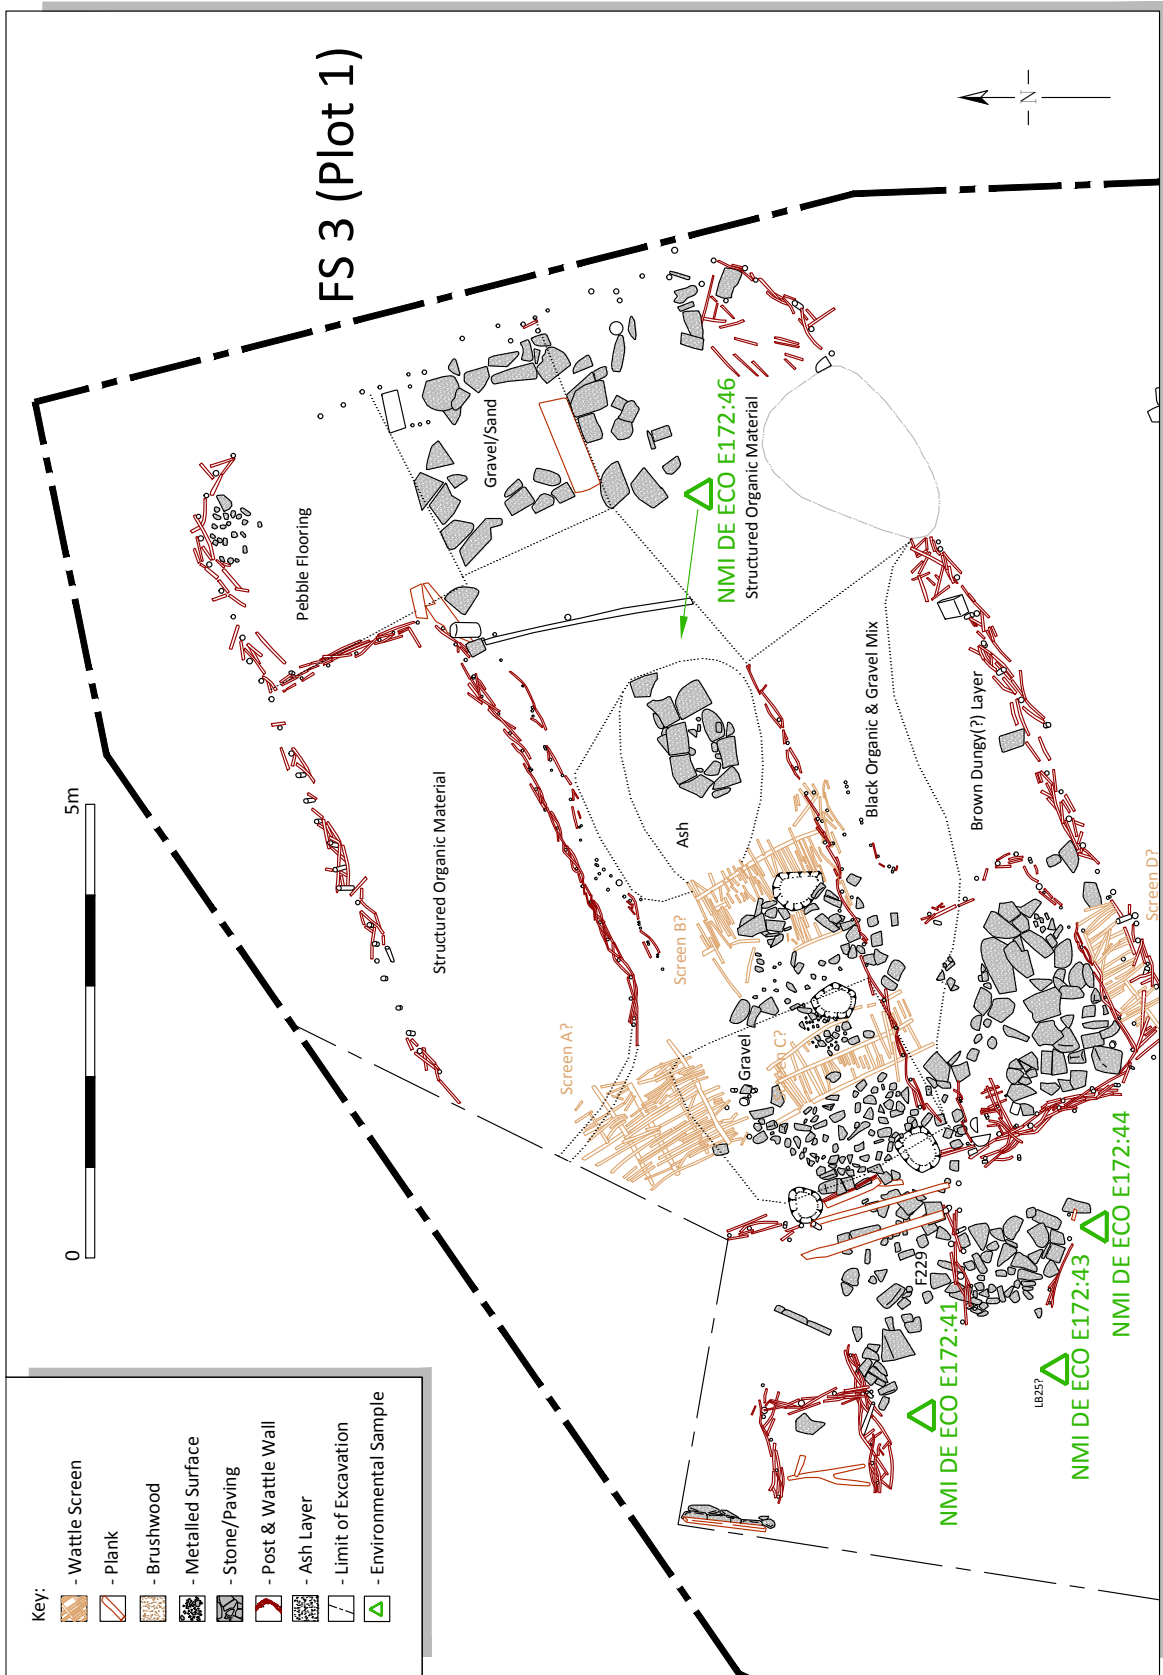 FS 3 (Plot 1)
N
5m
0
Pebble Flooring
Gravel/Sand
Structured Organic Material
NMI DE ECO E172:46
Structured Organic Material
Ash
Black Organic & Gravel Mix
Brown Dungy(?) Layer
Screen A?
Screen B?
Gravel
Screen D?
F229
LB25?
NMI DE ECO E172:41
NMI DE ECO E172:43
NMI DE ECO E172:44
Key:
- Wattle Screen
- Plank
- Brushwood
- Metalled Surface
- Stone/Paving
- Post & Wattle Wall
- Ash Layer
- Limit of Excavation
- Environmental Sample